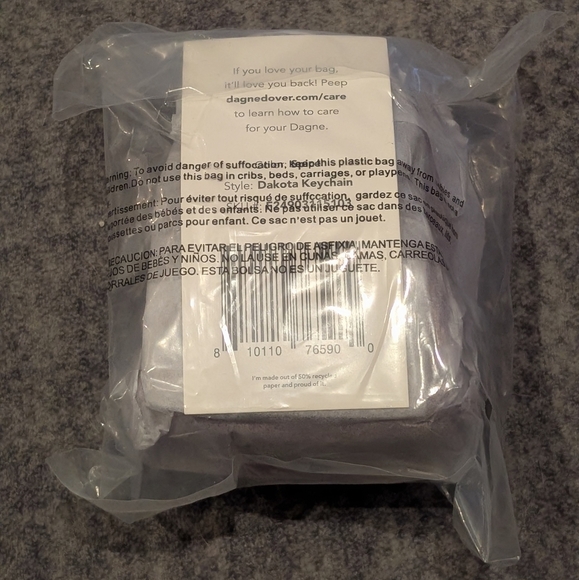 If you love your bag,
it'll love you back! Peep
dagnedover.com/care
to learn how to care
for your Dagne.
Warning. To avoid danger of suffocation, keep this plastic bag away from babies and
children. Do not use this bag in cribs, beds, carriages, or playpens. This bag
Style: Dakota Keychain
Avertissement: Pour éviter tout risque de suffocation, gardez ce sac
portée des bébés et des enfants. Ne pas utiliser ce sac dans des
poussettes ou parcs pour enfant. Ce sac n'est pas un jouet.
PRECAUCION: PARA EVITAR EL PELIGRO DE ASFIXIA, MANTENGA ESTA
JOS DE BEBÉS Y NIÑOS. NO LA USE EN CUNAS, CAMAS, CARREOLAS
CORRALES DE JUEGO. ESTA BOLSA NO ES UN JUGUETE.
8 10110 76590 0
I'm made out of 50% recycled
paper and proud of it.